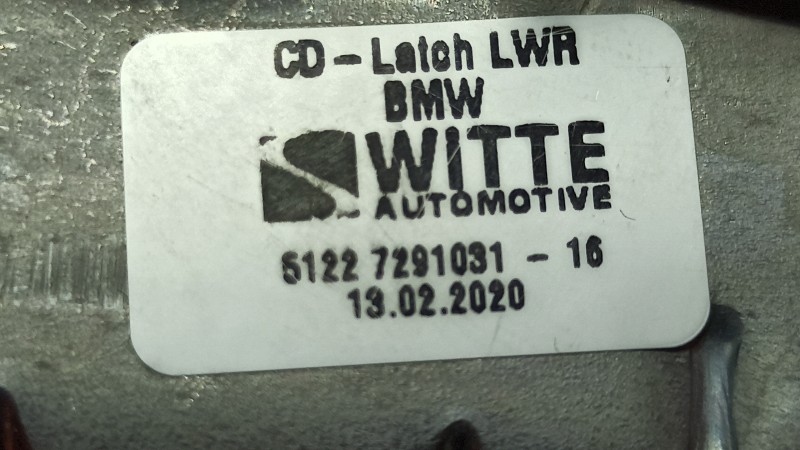 CD - Latch LWR
BMW
WITTE
AUTOMOTIVE
5122 7291031 - 16
13.02.2020